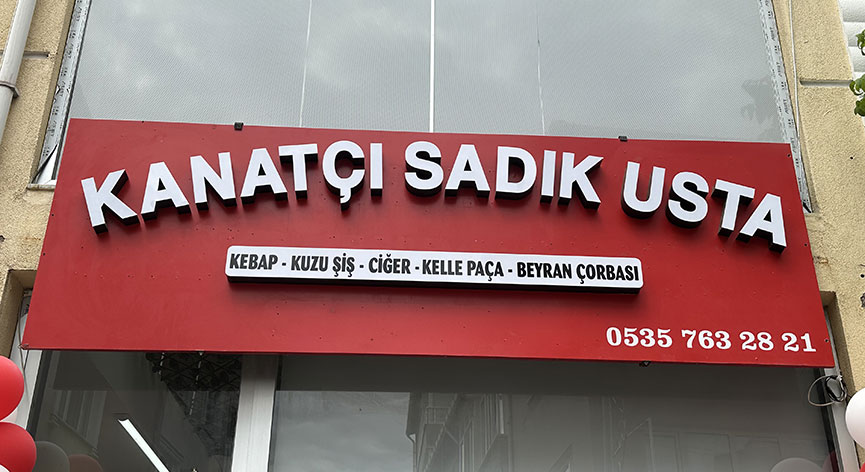 KANATÇI SADIK USTA
KEBAP - KUZU ŞİŞ - CİĞER - KELLE PAÇA - BEYRAN ÇORBASI
0535 763 28 21